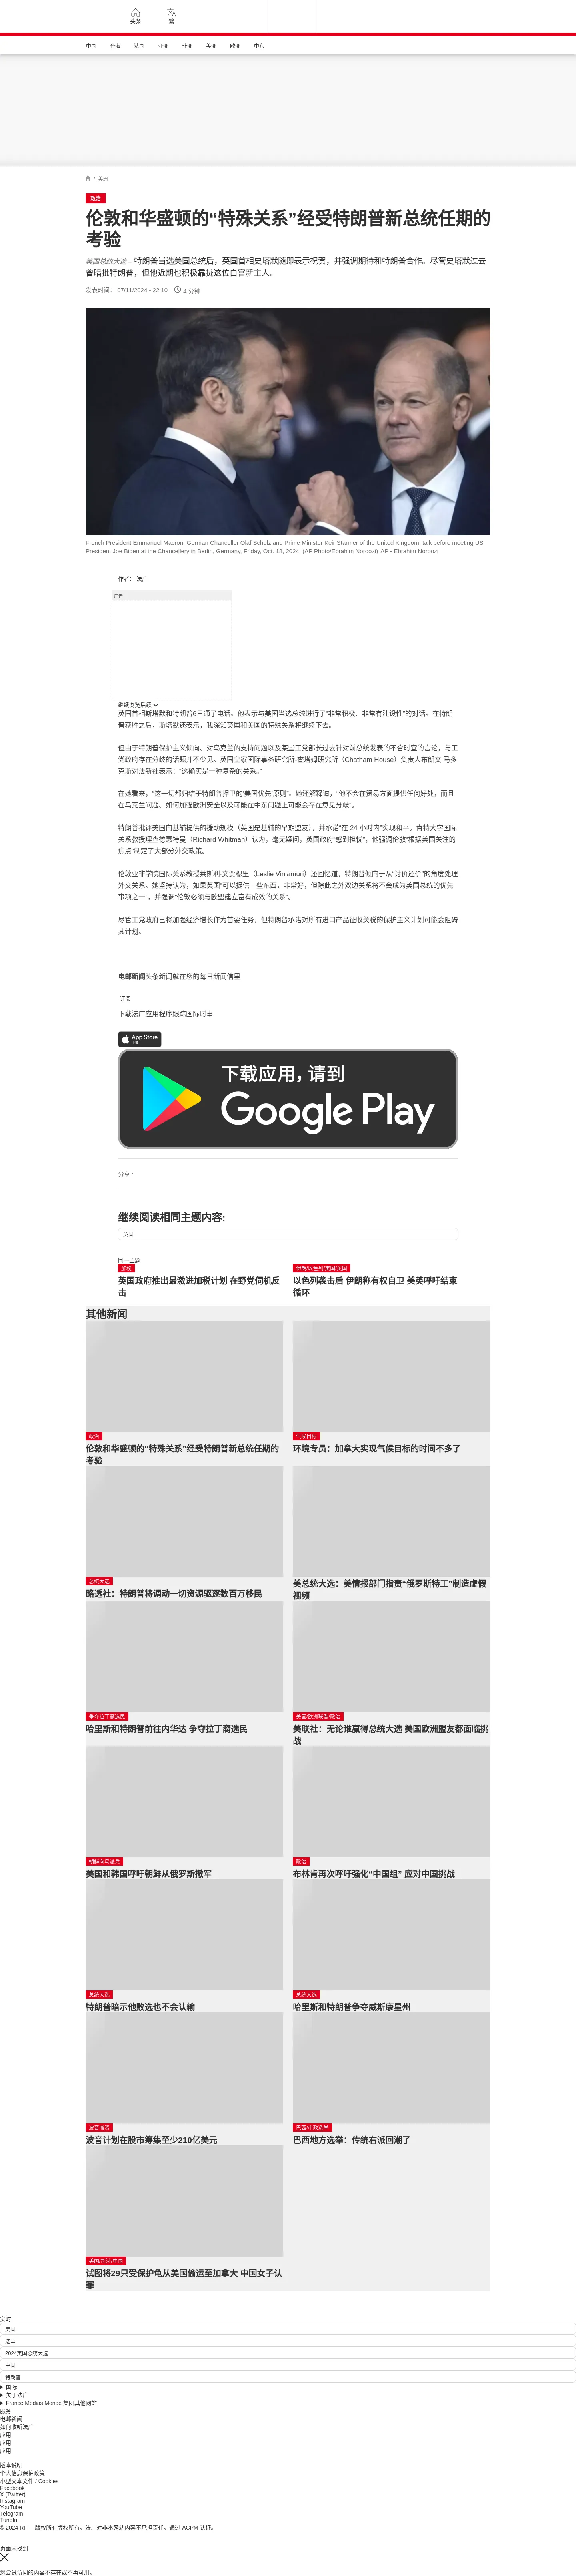 头条
繁
中国
台海
法国
亚洲
非洲
美洲
欧洲
中东
/ 美洲
政治
伦敦和华盛顿的“特殊关系”经受特朗普新总统任期的
考验
美国总统大选 – 特朗普当选美国总统后，英国首相史塔默随即表示祝贺，并强调期待和特朗普合作。尽管史塔默过去
曾暗批特朗普，但他近期也积极靠拢这位白宫新主人。
发表时间： 07/11/2024 - 22:10
4 分钟
French President Emmanuel Macron, German Chancellor Olaf Scholz and Prime Minister Keir Starmer of the United Kingdom, talk before meeting US
President Joe Biden at the Chancellery in Berlin, Germany, Friday, Oct. 18, 2024. (AP Photo/Ebrahim Noroozi) AP - Ebrahim Noroozi
作者： 法广
广告
继续浏览后续
英国首相斯塔默和特朗普6日通了电话。他表示与美国当选总统进行了“非常积极、非常有建设性”的对话。在特朗
普获胜之后，斯塔默还表示，我深知英国和美国的特殊关系将继续下去。
但由于特朗普保护主义倾向、对乌克兰的支持问题以及某些工党部长过去针对前总统发表的不合时宜的言论，与工
党政府存在分歧的话题并不少见。英国皇家国际事务研究所-查塔姆研究所（Chatham House）负责人布朗文·马多
克斯对法新社表示：“这确实是一种复杂的关系。”
在她看来，“这一切都归结于特朗普捍卫的‘美国优先’原则”。她还解释道，“他不会在贸易方面提供任何好处，而且
在乌克兰问题、如何加强欧洲安全以及可能在中东问题上可能会存在意见分歧”。
特朗普批评美国向基辅提供的援助规模（英国是基辅的早期盟友），并承诺“在 24 小时内”实现和平。肯特大学国际
关系教授理查德惠特曼（Richard Whitman）认为，毫无疑问，英国政府“感到担忧”，他强调伦敦“根据美国关注的
焦点”制定了大部分外交政策。
伦敦亚非学院国际关系教授莱斯利·文贾穆里（Leslie Vinjamuri）还回忆道，特朗普倾向于从“讨价还价”的角度处理
外交关系。她坚持认为，如果英国“可以提供一些东西，非常好，但除此之外双边关系将不会成为美国总统的优先
事项之一”，并强调“伦敦必须与欧盟建立富有成效的关系”。
尽管工党政府已将加强经济增长作为首要任务，但特朗普承诺对所有进口产品征收关税的保护主义计划可能会阻碍
其计划。
电邮新闻头条新闻就在您的每日新闻信里
订阅
下载法广应用程序跟踪国际时事
App Store
下载
下载应用，请到
Google Play
分享 :
继续阅读相同主题内容:
英国
同一主题
加税
英国政府推出最激进加税计划 在野党伺机反
击
伊朗/以色列/美国/英国
以色列袭击后 伊朗称有权自卫 美英呼吁结束
循环
其他新闻
政治
伦敦和华盛顿的“特殊关系”经受特朗普新总统任期的
考验
气候目标
环境专员：加拿大实现气候目标的时间不多了
总统大选
路透社：特朗普将调动一切资源驱逐数百万移民
美总统大选：美情报部门指责“俄罗斯特工”制造虚假
视频
争夺拉丁裔选民
哈里斯和特朗普前往内华达 争夺拉丁裔选民
美国/欧洲联盟/政治
美联社：无论谁赢得总统大选 美国欧洲盟友都面临挑
战
朝鲜向乌派兵
美国和韩国呼吁朝鲜从俄罗斯撤军
政治
布林肯再次呼吁强化“中国组” 应对中国挑战
总统大选
特朗普暗示他败选也不会认输
总统大选
哈里斯和特朗普争夺威斯康星州
波音增资
波音计划在股市筹集至少210亿美元
巴西/市政选举
巴西地方选举：传统右派回潮了
美国/司法/中国
试图将29只受保护龟从美国偷运至加拿大 中国女子认
罪
实时
美国
选举
2024美国总统大选
中国
特朗普
国际
关于法广
France Médias Monde 集团其他网站
服务
电邮新闻
如何收听法广
应用
应用
应用
版本说明
个人信息保护政策
小型文本文件 / Cookies
Facebook
X (Twitter)
Instagram
YouTube
Telegram
TuneIn
© 2024 RFI – 版权所有版权所有。法广对非本网站内容不承担责任。通过 ACPM 认证。
页面未找到
您尝试访问的内容不存在或不再可用。